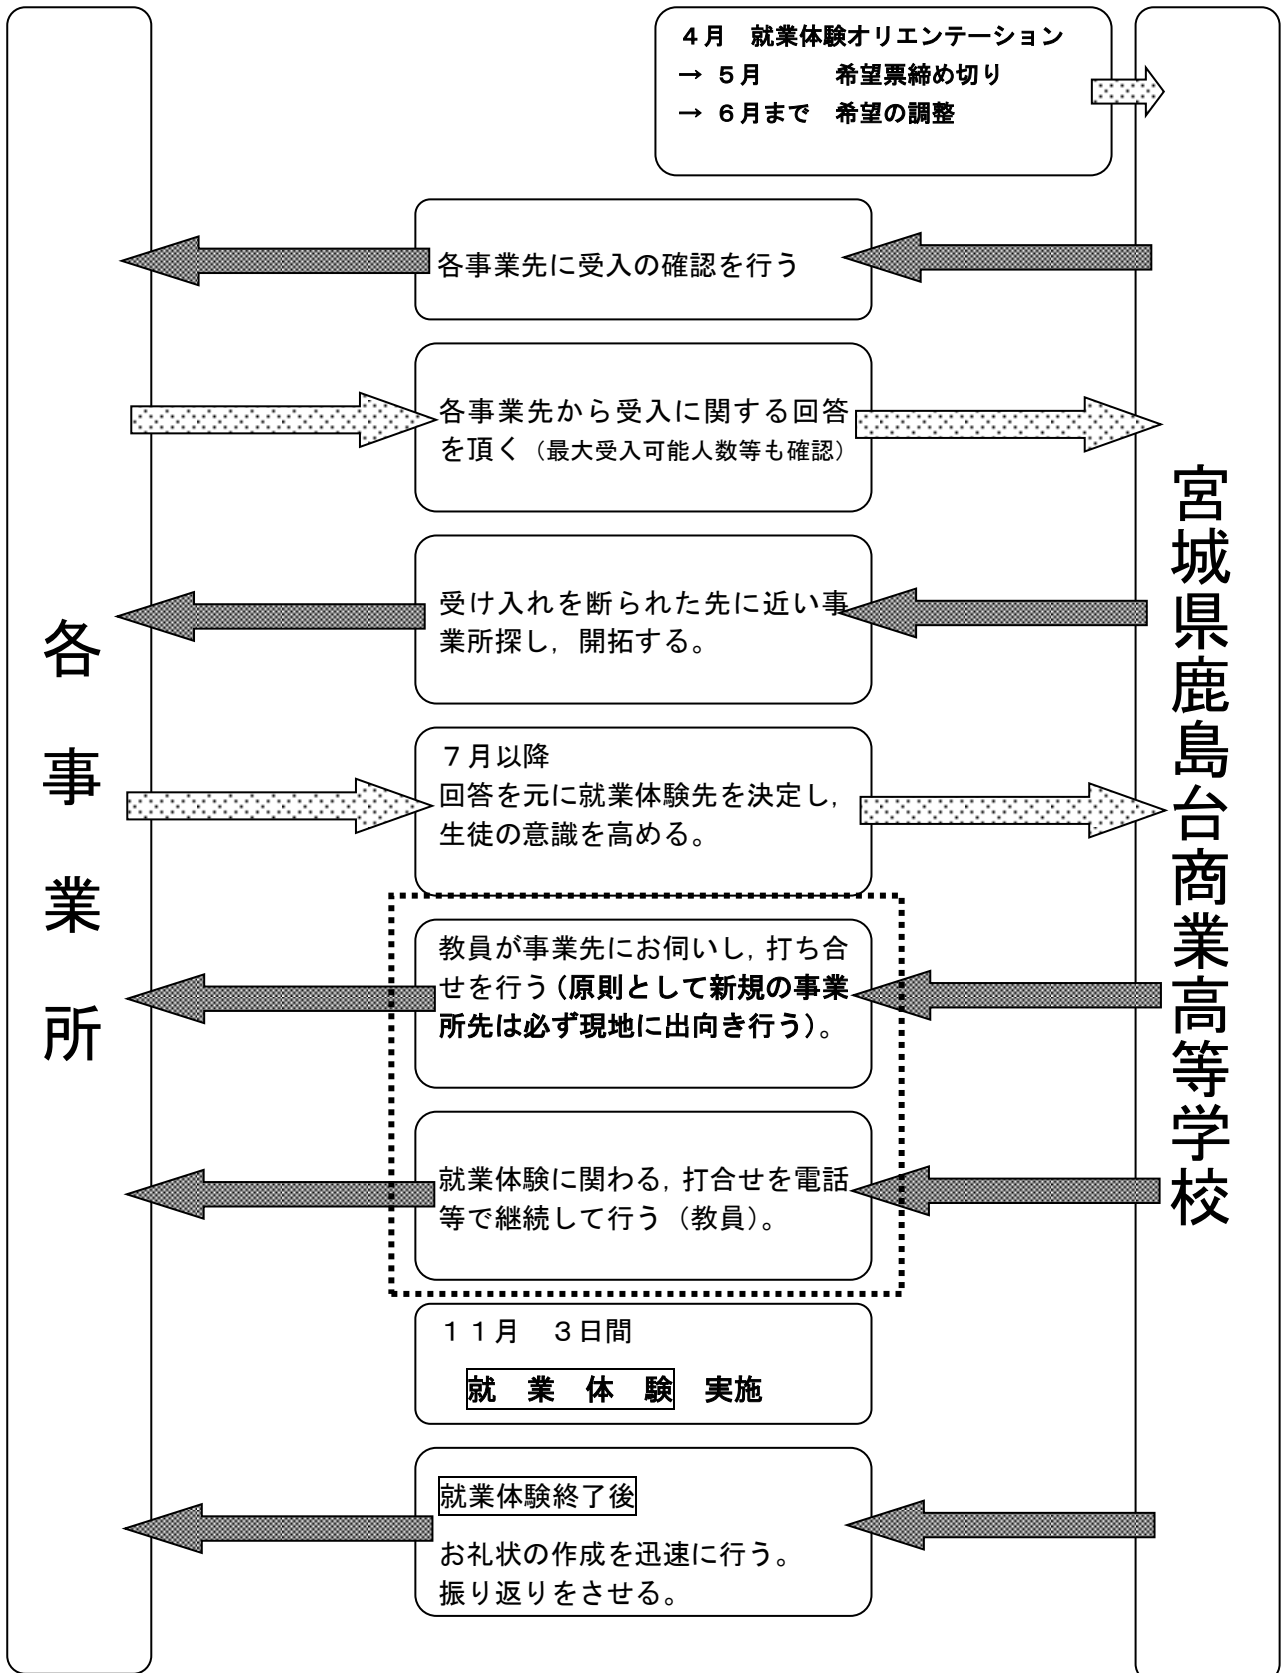 ４月　就業体験オリエンテーション
→ ５月　　　希望票締め切り
→ ６月まで　希望の調整
各事業先に受入の確認を行う
各事業先から受入に関する回答
を頂く（最大受入可能人数等も確認）
受け入れを断られた先に近い事
業所探し，開拓する。
７月以降
回答を元に就業体験先を決定し，
生徒の意識を高める。
教員が事業先にお伺いし，打ち合
せを行う（原則として新規の事業
所先は必ず現地に出向き行う）。
就業体験に関わる，打合せを電話
等で継続して行う（教員）。
１１月　３日間
就　業　体　験　実施
就業体験終了後
お礼状の作成を迅速に行う。
振り返りをさせる。
各事業所
宮城県鹿島台商業高等学校